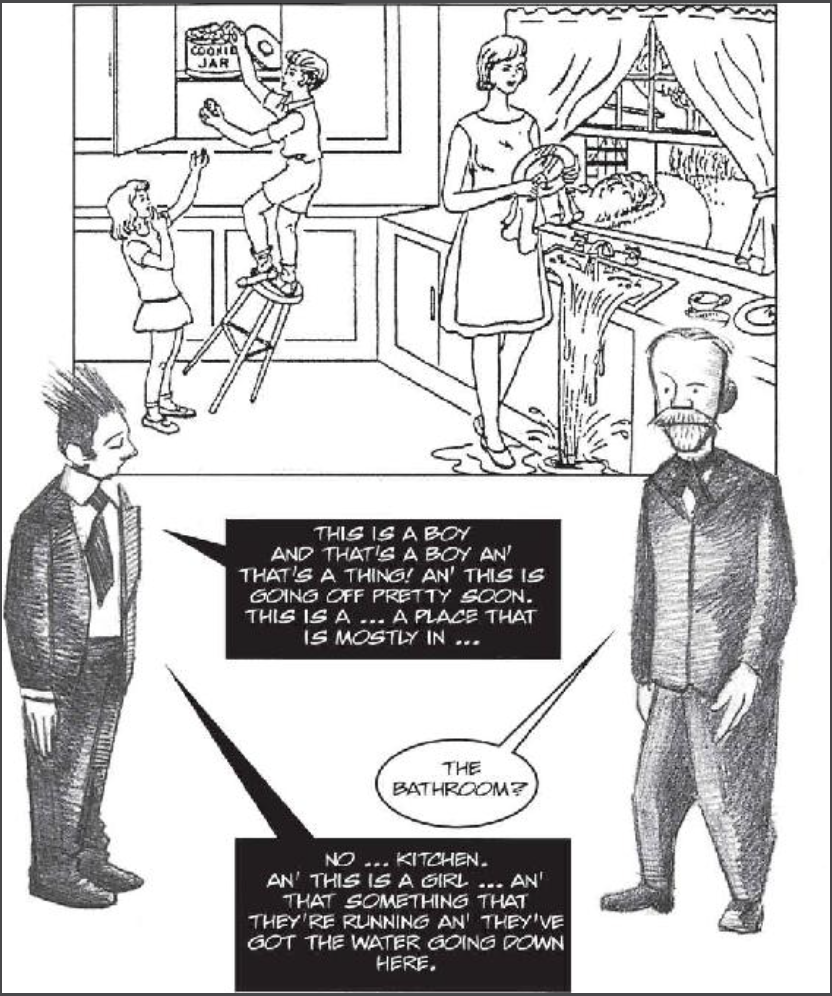 COOKIE
JAR
THIS IS A BOY
AND THAT'S A BOY AN'
THAT'S A THING! AN' THIS IS
GOING OFF PRETTY SOON.
THIS IS A ... A PLACE THAT
IS MOSTLY IN ...
THE
BATHROOM?
NO ... KITCHEN.
AN' THIS IS A GIRL ... AN'
THAT SOMETHING THAT
THEY'RE RUNNING AN' THEY'VE
GOT THE WATER GOING DOWN
HERE.